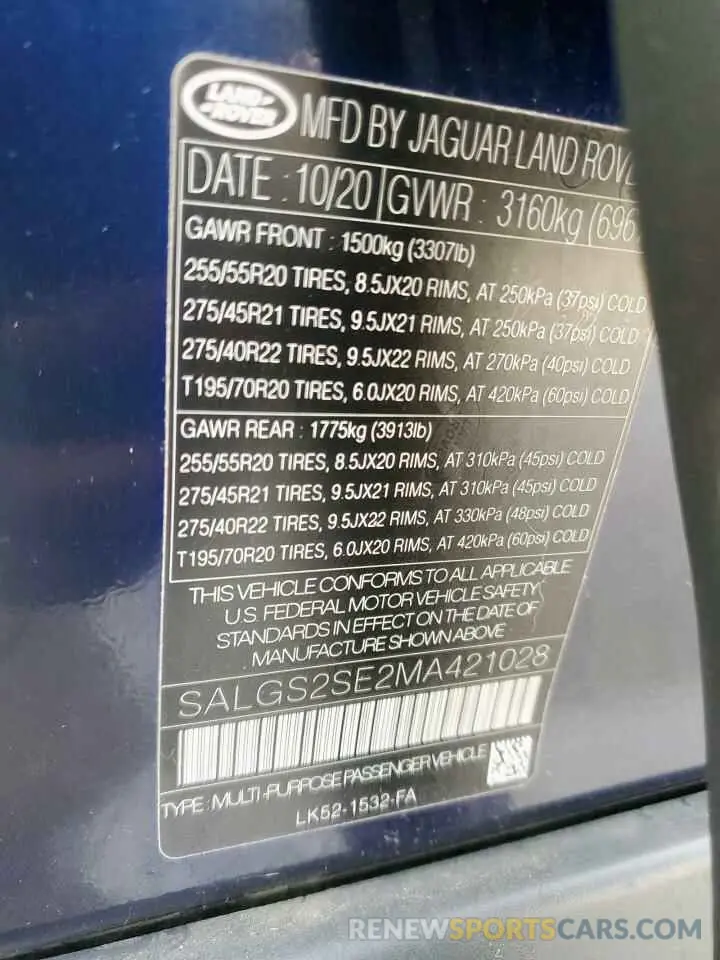 LAND ROVER
MFD BY JAGUAR LAND
DATE : 10/20 GVWR : 3160kg
GAWR FRONT : 1500kg (3307lb)
255/55R20 TIRES, 8.5JX20 RIMS, AT 250kPa (37psi) COLD
275/45R21 TIRES, 9.5JX21 RIMS, AT 250kPa (37psi) COLD
275/40R22 TIRES, 9.5JX22 RIMS, AT 270kPa (40psi) COLD
T195/70R20 TIRES, 6.0JX20 RIMS, AT 420kPa (60psi) COLD
GAWR REAR : 1775kg (3913lb)
255/55R20 TIRES, 8.5JX20 RIMS, AT 310kPa (45psi) COLD
275/45R21 TIRES, 9.5JX21 RIMS, AT 310kPa (45psi) COLD
275/40R22 TIRES, 9.5JX22 RIMS, AT 330kPa (48psi) COLD
T195/70R20 TIRES, 6.0JX20 RIMS, AT 420kPa (60psi) COLD
THIS VEHICLE CONFORMS TO ALL APPLICABLE
U.S. FEDERAL MOTOR VEHICLE SAFETY
STANDARDS IN EFFECT ON THE DATE OF
MANUFACTURE SHOWN ABOVE
SALGS2SE2MA421028
TYPE : MULTI-PURPOSE PASSENGER VEHICLE
LK52-1532-FA
RENEWSPORTSCARS.COM